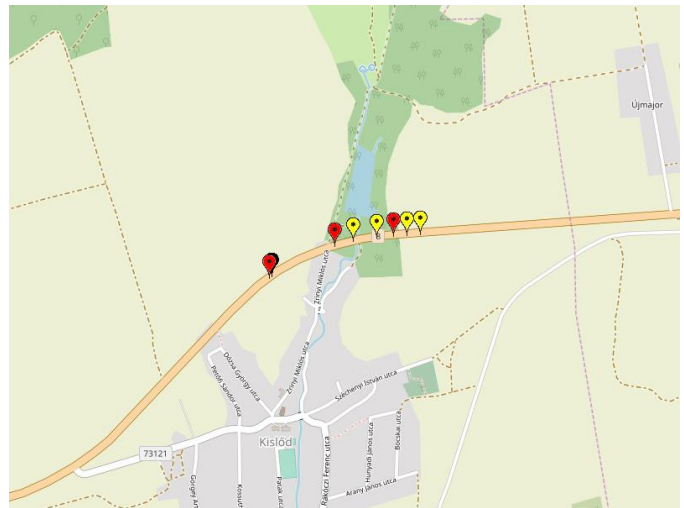 Újmajor
8
Zrínyi Miklós utca
Zrínyi Miklós utca
Dózsa György utca
Petőfi Sándor utca
Széchenyi István utca
Kislőd
73121
Bocskai utca
Hunyadi János utca
Rákóczi Ferenc utca
Arany János utca
Patak utca
Kossuth